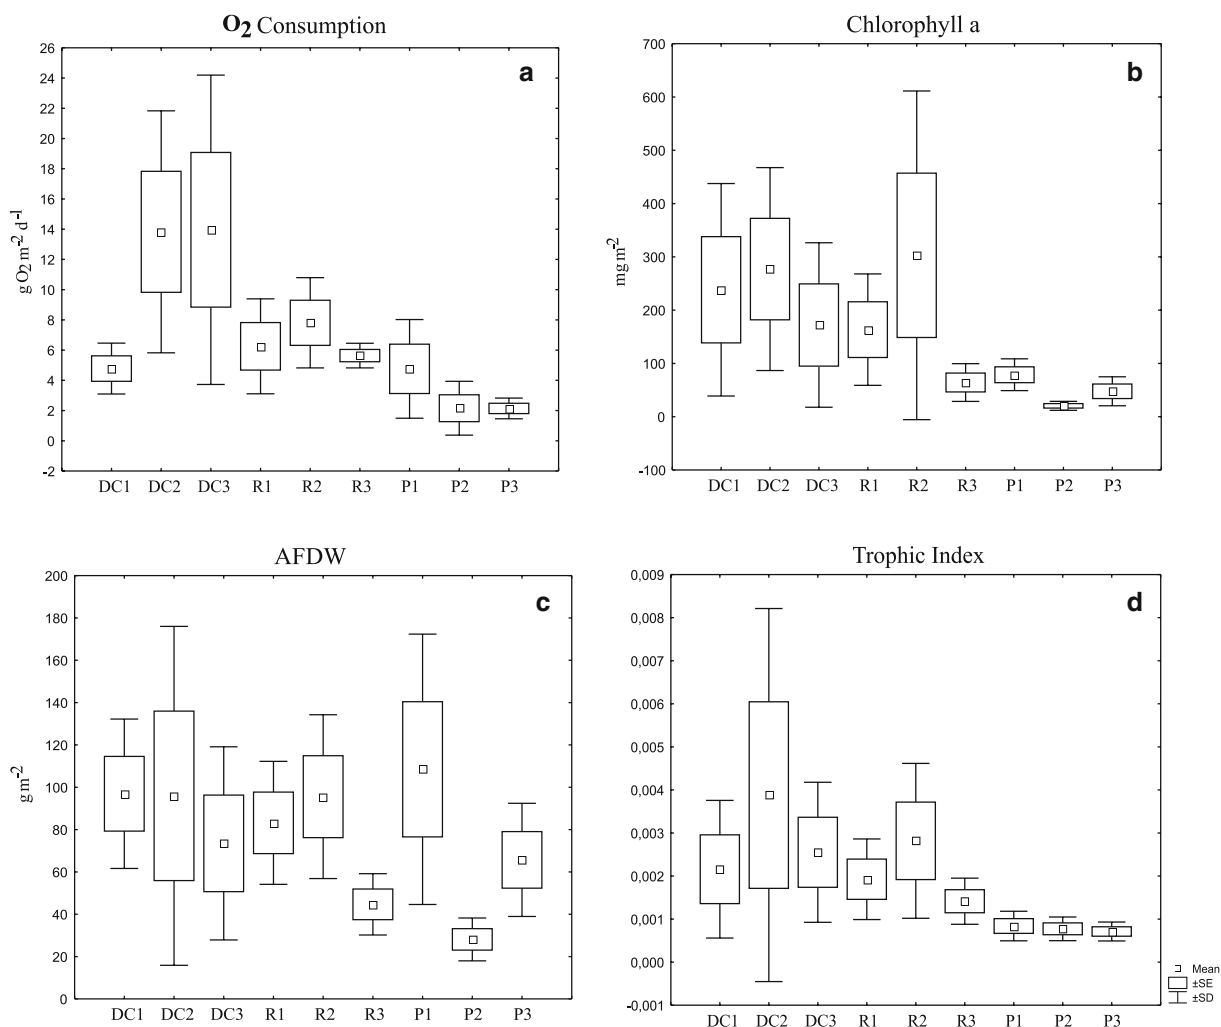 O₂ Consumption
a
26
24
22
20
18
16
14
12
10
8
6
4
2
0
-2
g O₂ m⁻² d⁻¹
DC1 DC2 DC3 R1 R2 R3 P1 P2 P3
Chlorophyll a
b
700
600
500
400
300
200
100
0
-100
mg m⁻²
DC1 DC2 DC3 R1 R2 R3 P1 P2 P3
AFDW
c
200
180
160
140
120
100
80
60
40
20
0
g m⁻²
DC1 DC2 DC3 R1 R2 R3 P1 P2 P3
Trophic Index
d
0,009
0,008
0,007
0,006
0,005
0,004
0,003
0,002
0,001
0,000
-0,001
DC1 DC2 DC3 R1 R2 R3 P1 P2 P3
Mean
±SE
±SD